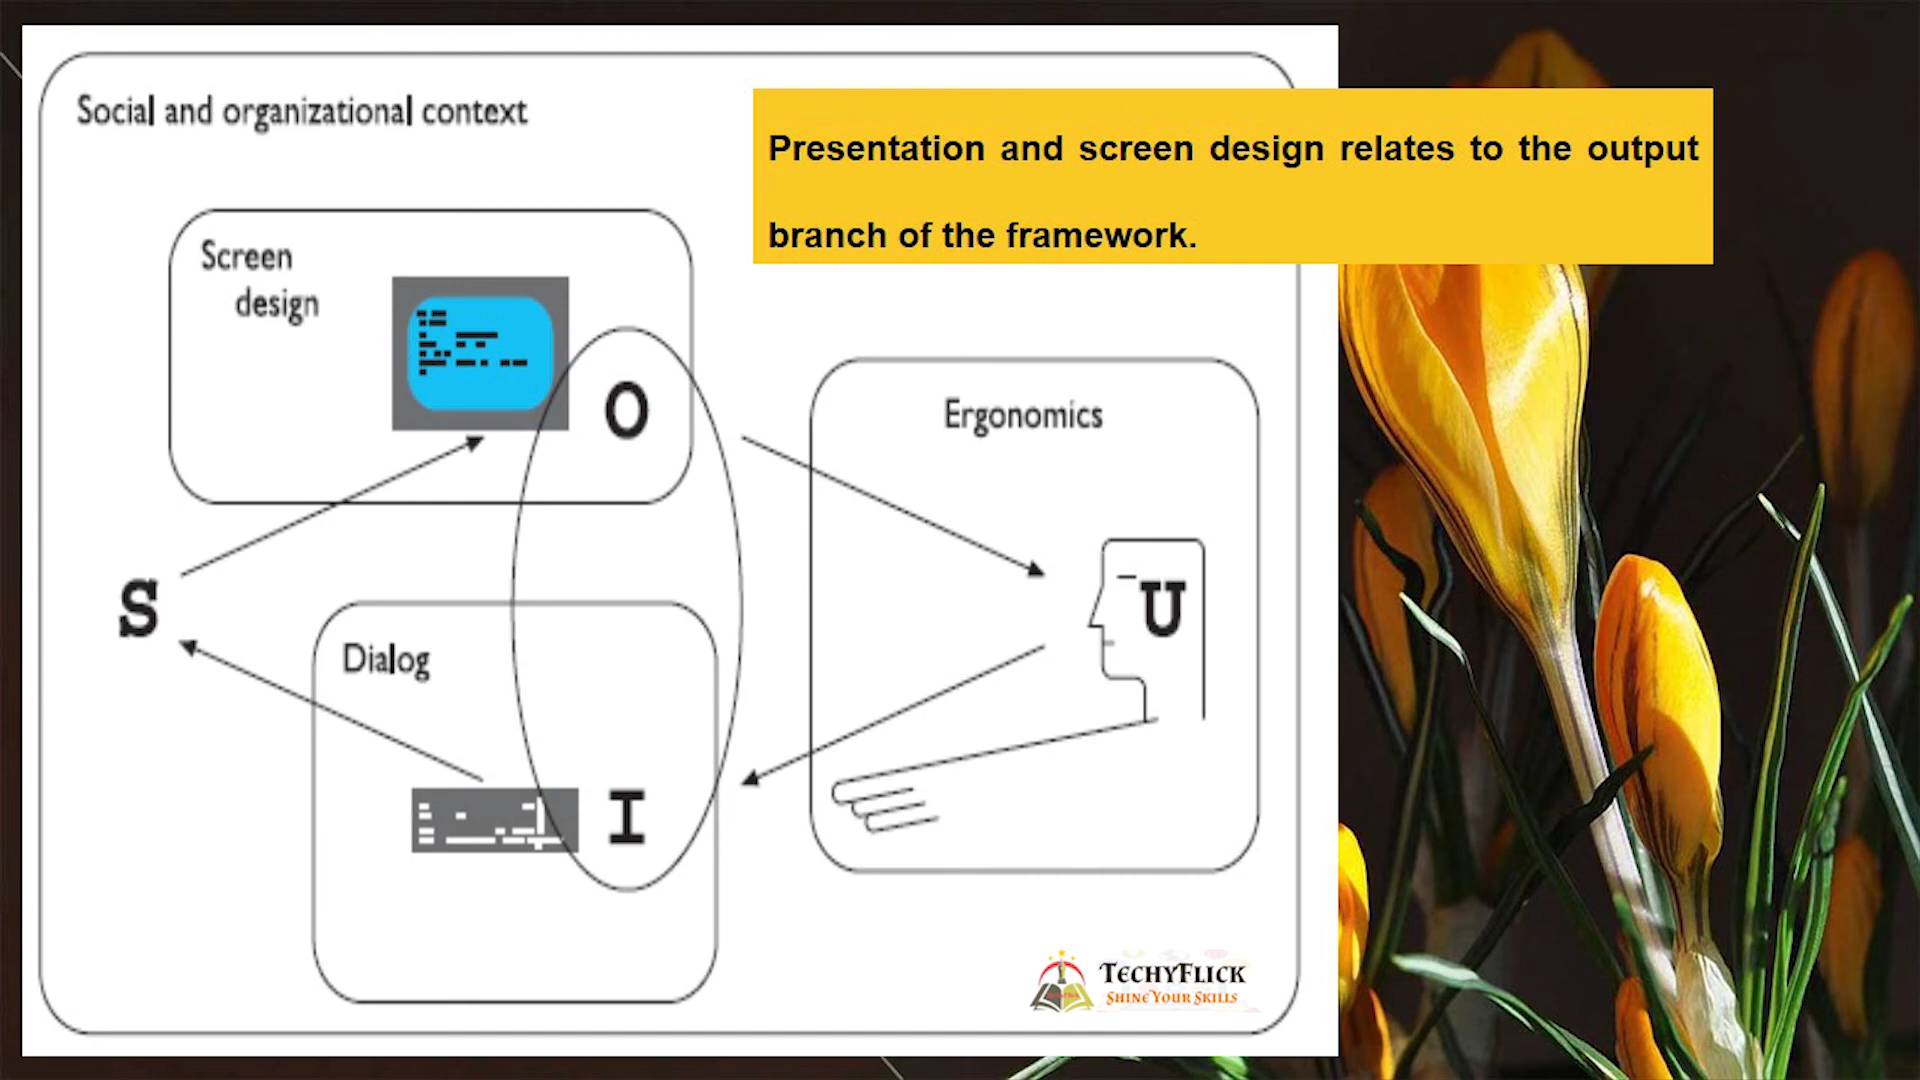 Social and organizational context
Presentation and screen design relates to the output
branch of the framework.
Screen
design
O
Ergonomics
S
U
Dialog
I
TECHYFLICK
SHINE YOUR SKILLS